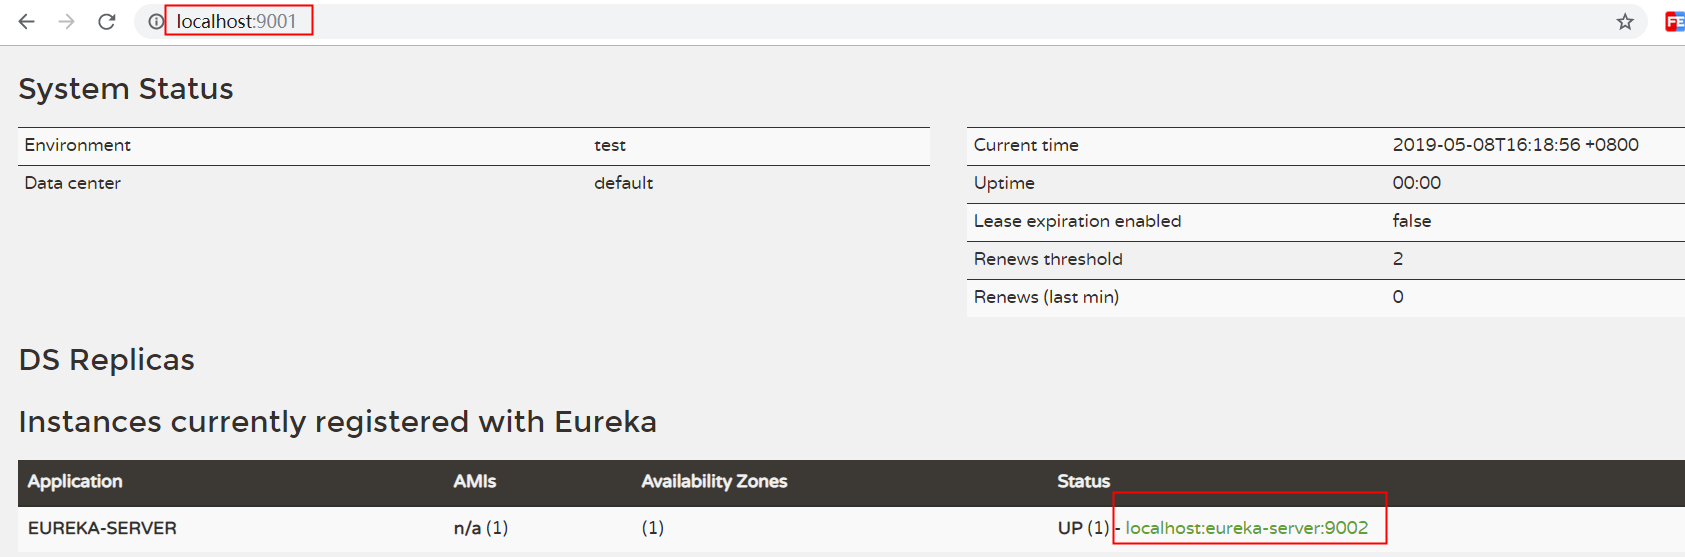 localhost:9001
FE
System Status
Environment test
Data center default
Current time 2019-05-08T16:18:56 +0800
Uptime 00:00
Lease expiration enabled false
Renews threshold 2
Renews (last min) 0
DS Replicas
Instances currently registered with Eureka
Application AMIs Availability Zones Status
EUREKA-SERVER n/a (1) (1) UP (1) - localhost:eureka-server:9002